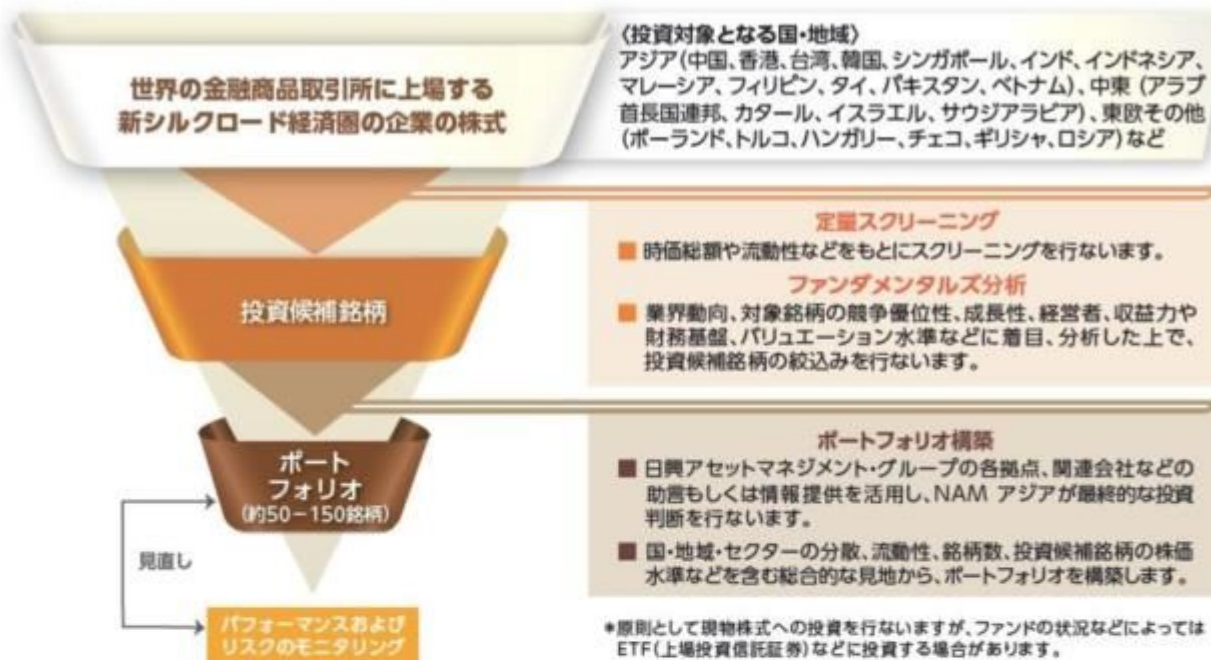 世界の金融商品取引所に上場する
新シルクロード経済圏の企業の株式
〈投資対象となる国・地域〉
アジア(中国、香港、台湾、韓国、シンガポール、インド、インドネシア、
マレーシア、フィリピン、タイ、パキスタン、ベトナム)、中東(アラブ
首長国連邦、カタール、イスラエル、サウジアラビア)、東欧その他
(ポーランド、トルコ、ハンガリー、チェコ、ギリシャ、ロシア)など
投資候補銘柄
定量スクリーニング
■ 時価総額や流動性などをもとにスクリーニングを行ないます。
ファンダメンタルズ分析
■ 業界動向、対象銘柄の競争優位性、成長性、経営者、収益力や
財務基盤、バリュエーション水準などに着目、分析した上で、
投資候補銘柄の絞込みを行ないます。
ポート
フォリオ
(約50-150銘柄)
見直し
パフォーマンスおよび
リスクのモニタリング
ポートフォリオ構築
■ 日興アセットマネジメント・グループの各拠点、関連会社などの
助言もしくは情報提供を活用し、NAM アジアが最終的な投資
判断を行ないます。
■ 国・地域・セクターの分散、流動性、銘柄数、投資候補銘柄の株価
水準などを含む総合的な見地から、ポートフォリオを構築します。
*原則として現物株式への投資を行ないますが、ファンドの状況などによっては
ETF(上場投資信託証券)などに投資する場合があります。